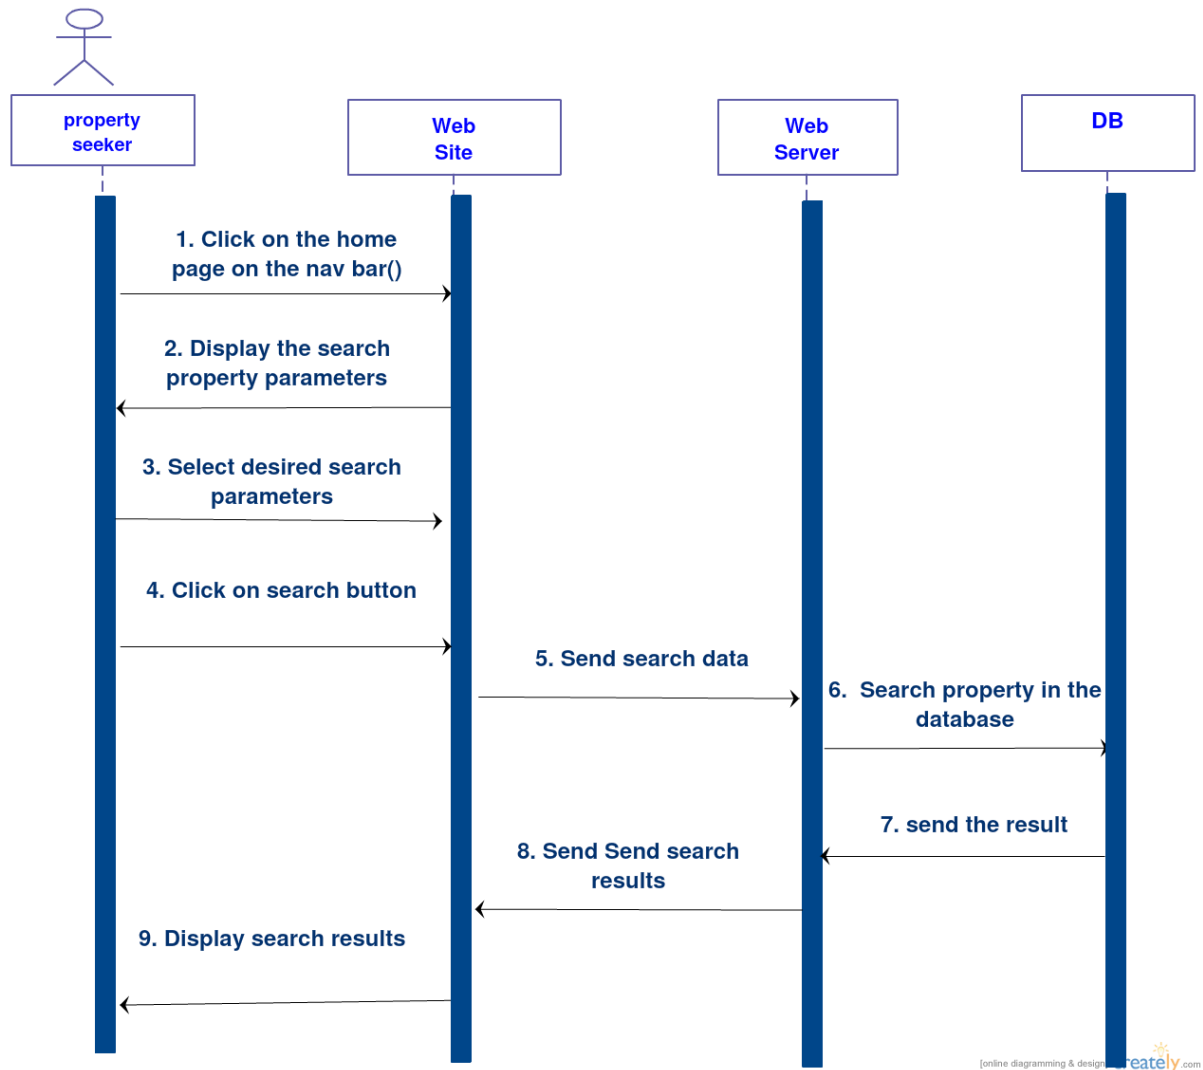 property
seeker
Web
Site
Web
Server
DB
1. Click on the home
page on the nav bar()
2. Display the search
property parameters
3. Select desired search
parameters
4. Click on search button
5. Send search data
6.  Search property in the
database
7. send the result
8. Send Send search
results
9. Display search results
[online diagramming & design
reately.com